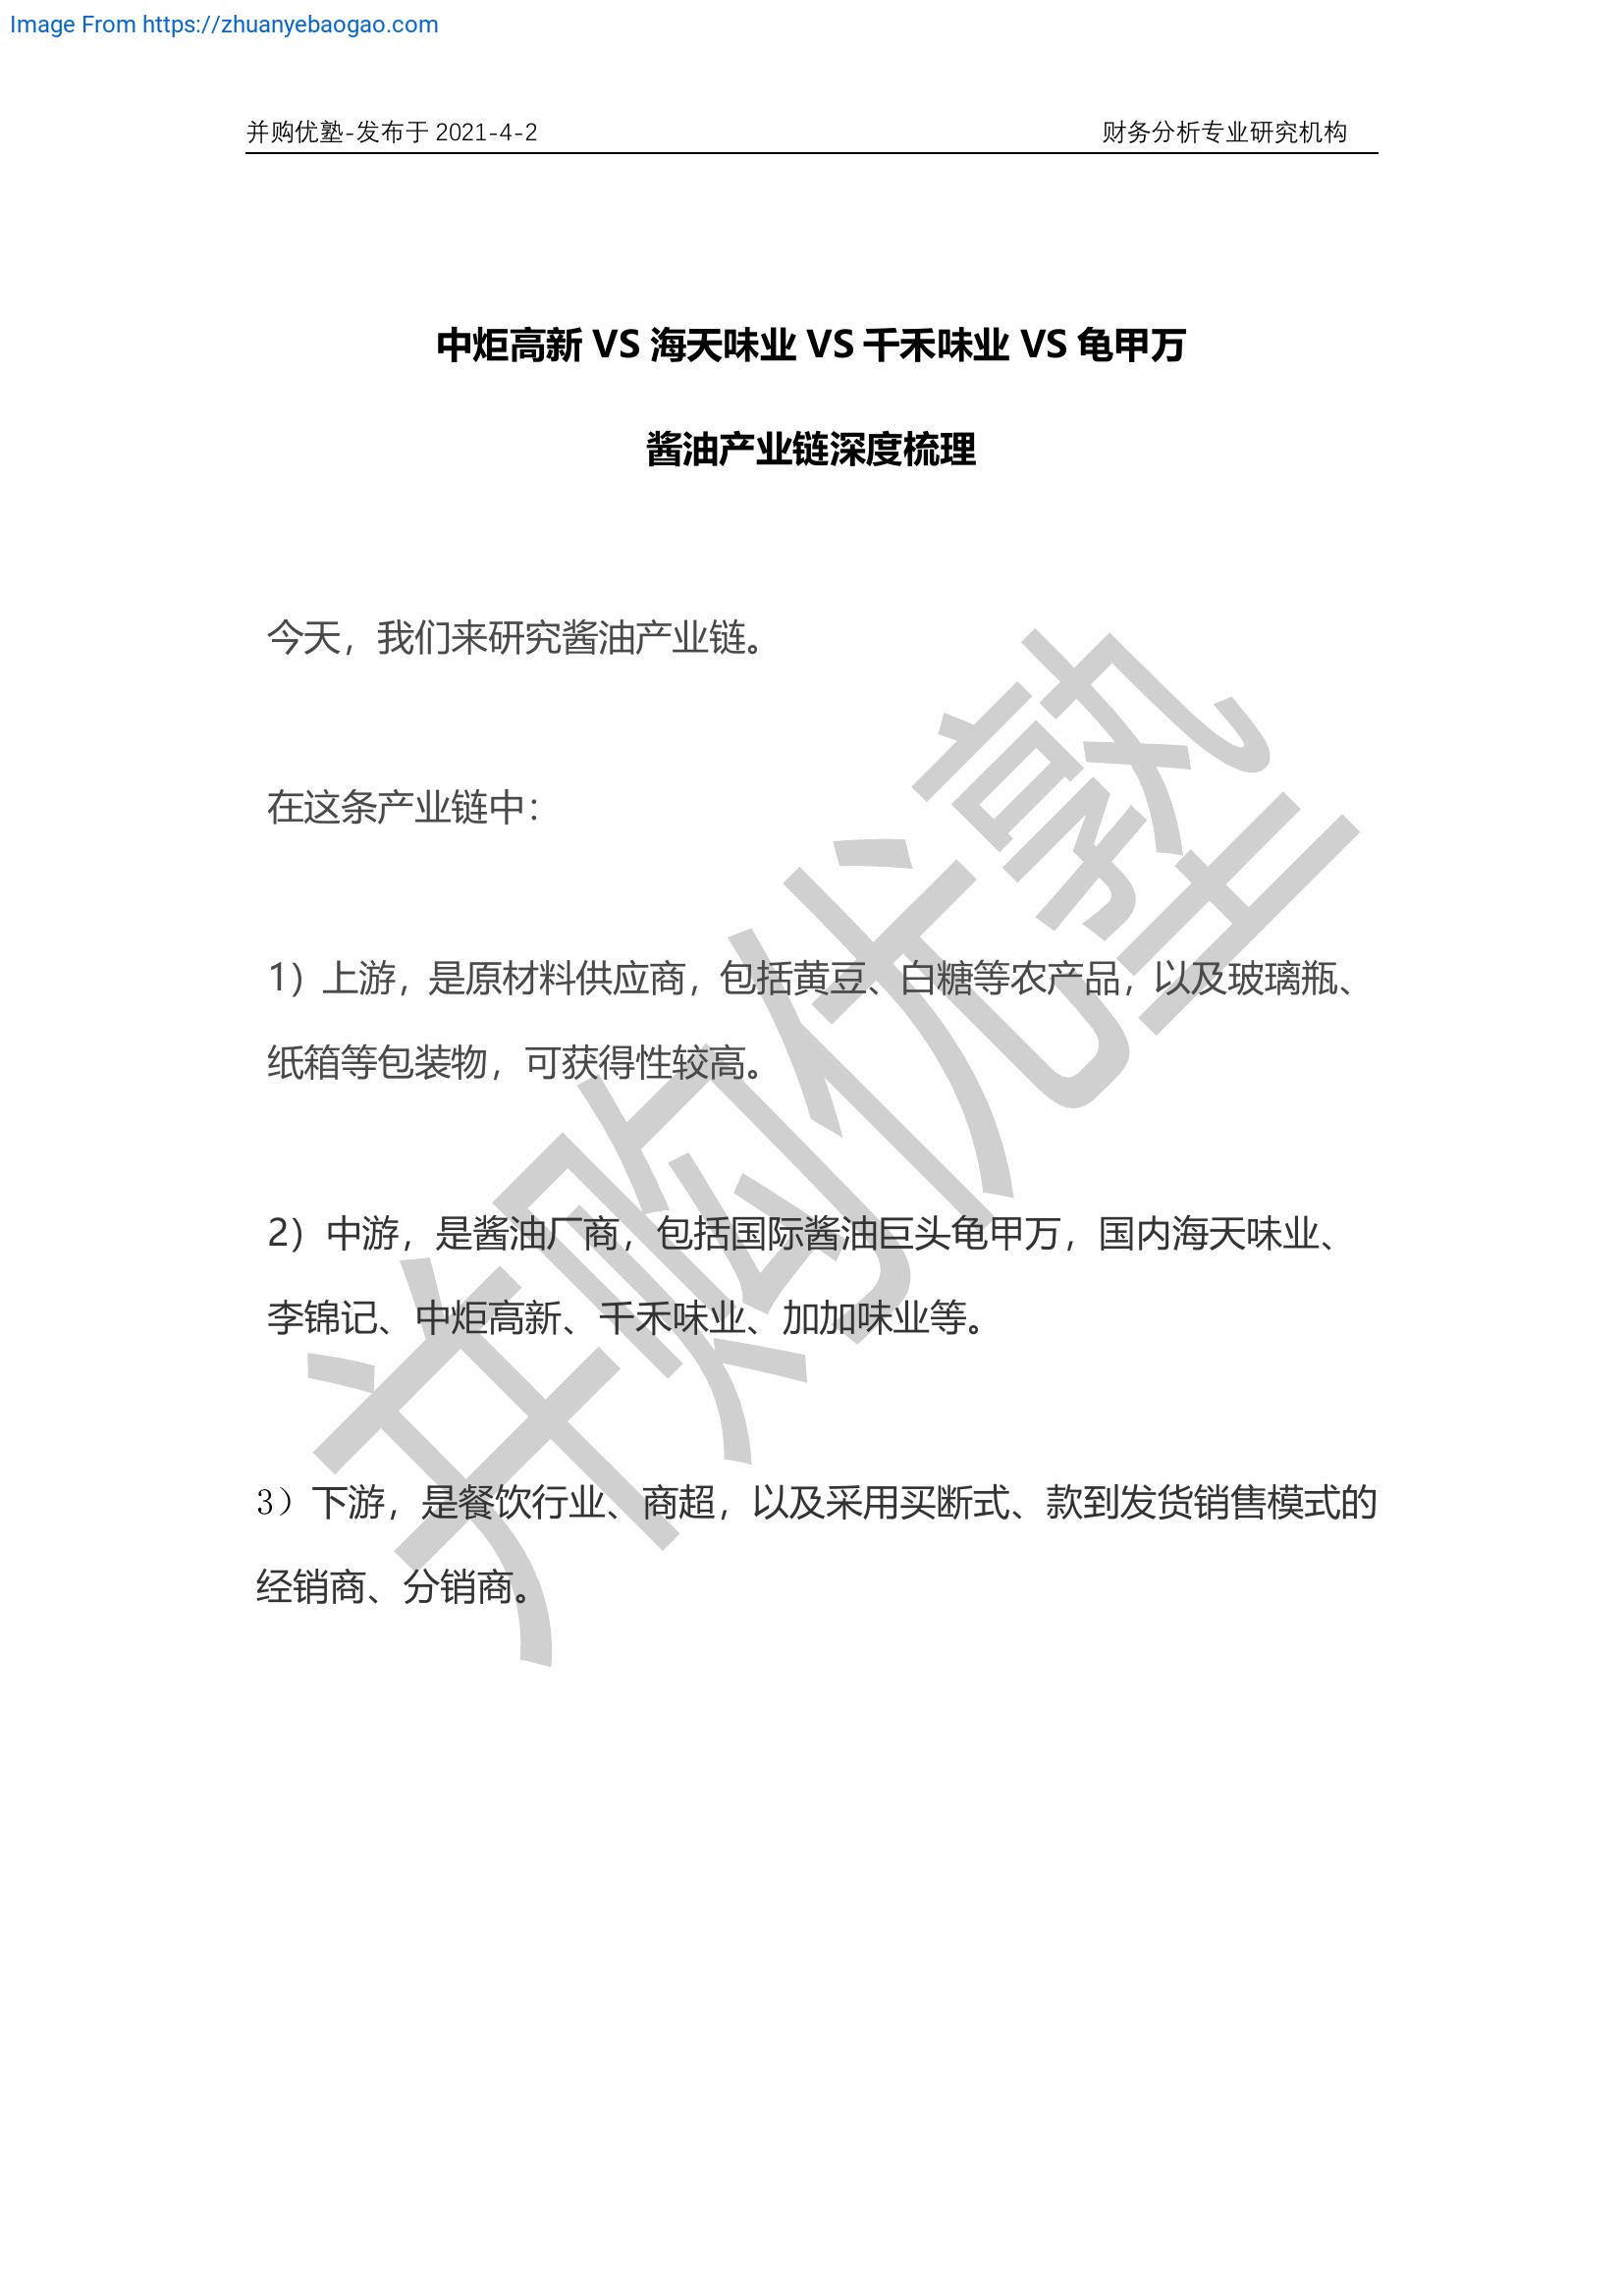 Image From https://zhuanyebaogao.com
并购优塾-发布于 2021-4-2 财务分析专业研究机构
中炬高新 VS 海天味业 VS 千禾味业 VS 龟甲万
酱油产业链深度梳理
今天，我们来研究酱油产业链。
在这条产业链中：
1）上游，是原材料供应商，包括黄豆、白糖等农产品，以及玻璃瓶、
纸箱等包装物，可获得性较高。
2）中游，是酱油厂商，包括国际酱油巨头龟甲万，国内海天味业、
李锦记、中炬高新、千禾味业、加加味业等。
3）下游，是餐饮行业、商超，以及采用买断式、款到发货销售模式的
经销商、分销商。
并购优塾